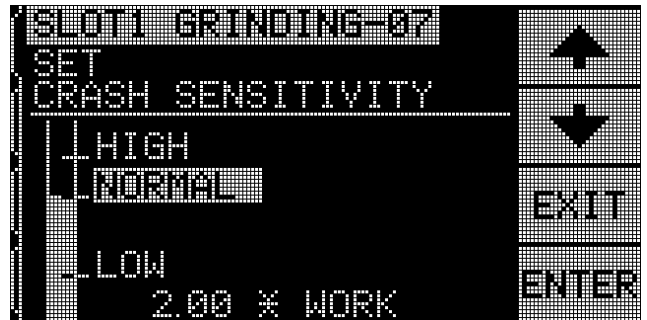 SLOT1 GRINDING-07
SET
CRASH SENSITIVITY
HIGH
NORMAL
LOW
2.00 X WORK
EXIT
ENTER